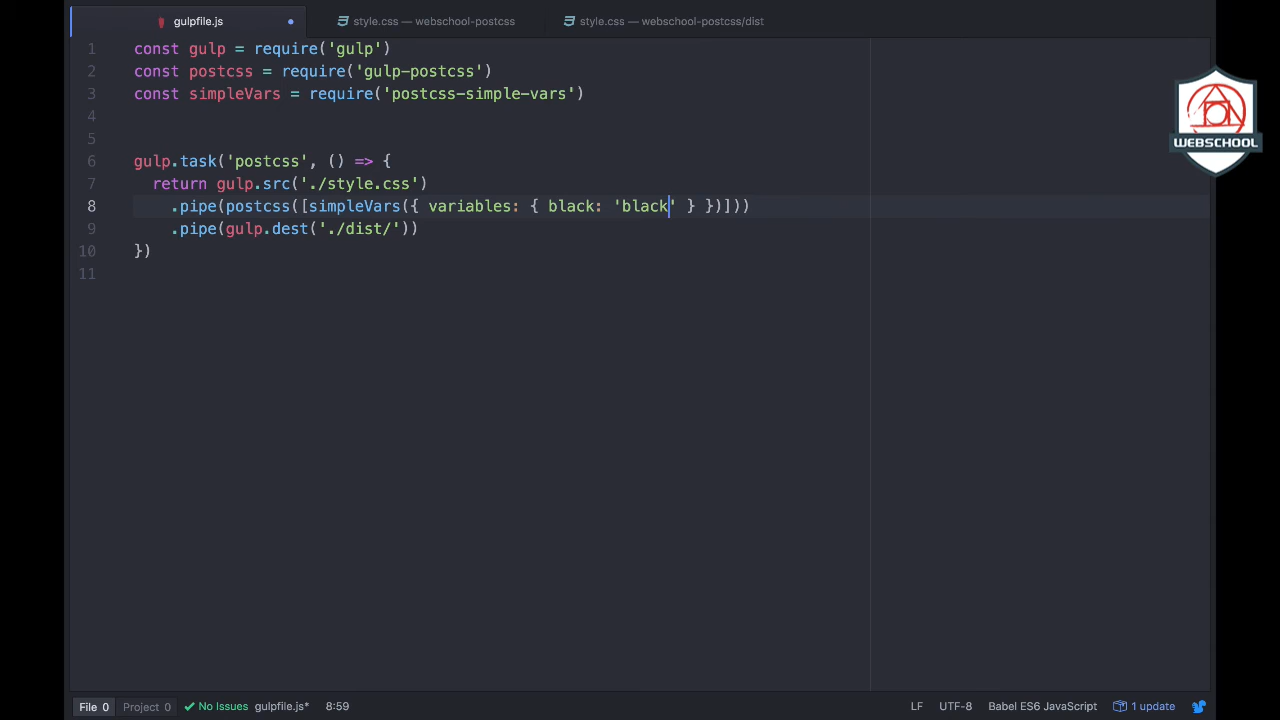 gulpfile.js
style.css — webschool-postcss
style.css — webschool-postcss/dist
1 const gulp = require('gulp')
2 const postcss = require('gulp-postcss')
3 const simpleVars = require('postcss-simple-vars')
4
5
6 gulp.task('postcss', () => {
7 return gulp.src('./style.css')
8 .pipe(postcss([simpleVars({ variables: { black: 'black' } })]))
9 .pipe(gulp.dest('./dist/'))
10 })
11
WEBSCHOOL
File 0 Project 0 No Issues gulpfile.js* 8:59 LF UTF-8 Babel ES6 JavaScript 1 update